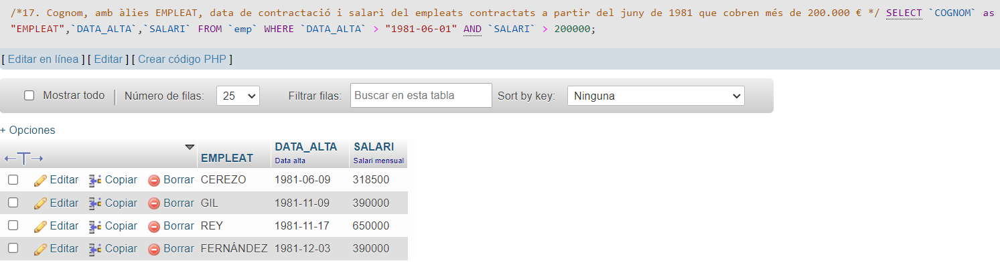 /*17. Cognom, amb àlies EMPLEAT, data de contractació i salari del empleats contractats a partir del juny de 1981 que cobren més de 200.000 € */ SELECT `COGNOM` as
"EMPLEAT",`DATA_ALTA`,`SALARI` FROM `emp` WHERE `DATA_ALTA` > "1981-06-01" AND `SALARI` > 200000;
[ Editar en línea ] [ Editar ] [ Crear código PHP ]
Mostrar todo | Número de filas: 25 Filtrar filas: Buscar en esta tabla Sort by key: Ninguna
+ Opciones
←T→ EMPLEAT DATA_ALTA SALARI
Data alta Salari mensual
Editar Copiar Borrar CEREZO 1981-06-09 318500
Editar Copiar Borrar GIL 1981-11-09 390000
Editar Copiar Borrar REY 1981-11-17 650000
Editar Copiar Borrar FERNÁNDEZ 1981-12-03 390000